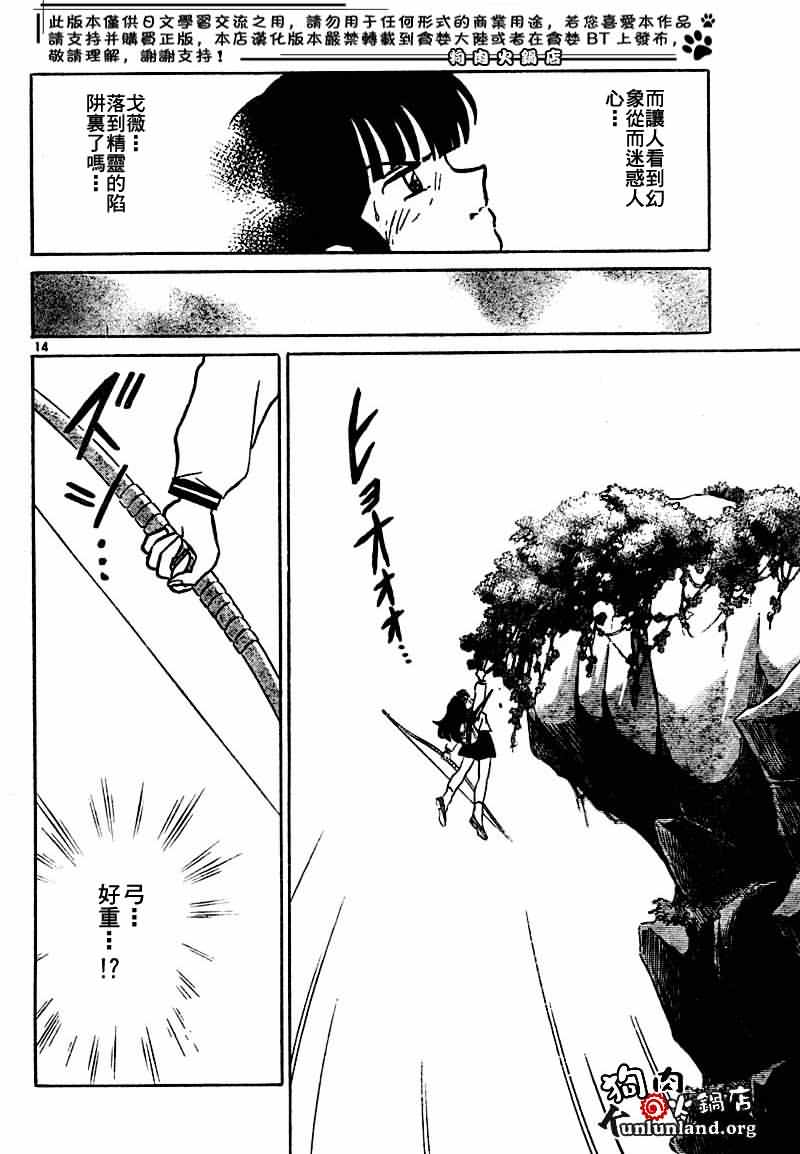 此版本僅供日文學習交流之用，請勿用于任何形式的商業用途，若您喜愛本作品
請支持并購買正版，本店漢化版本嚴禁轉載到貪婪大陸或者在貪婪BT上發布，
敬請理解，謝謝支持！
狗肉火鍋店
而讓人看到幻
象從而迷惑人
心…
戈薇…
落到精靈的陷
阱裏了嗎…
14
ヒョオオオ…
ズッ…
弓…
好重…
!?
狗肉火鍋店
Kunlunland.org